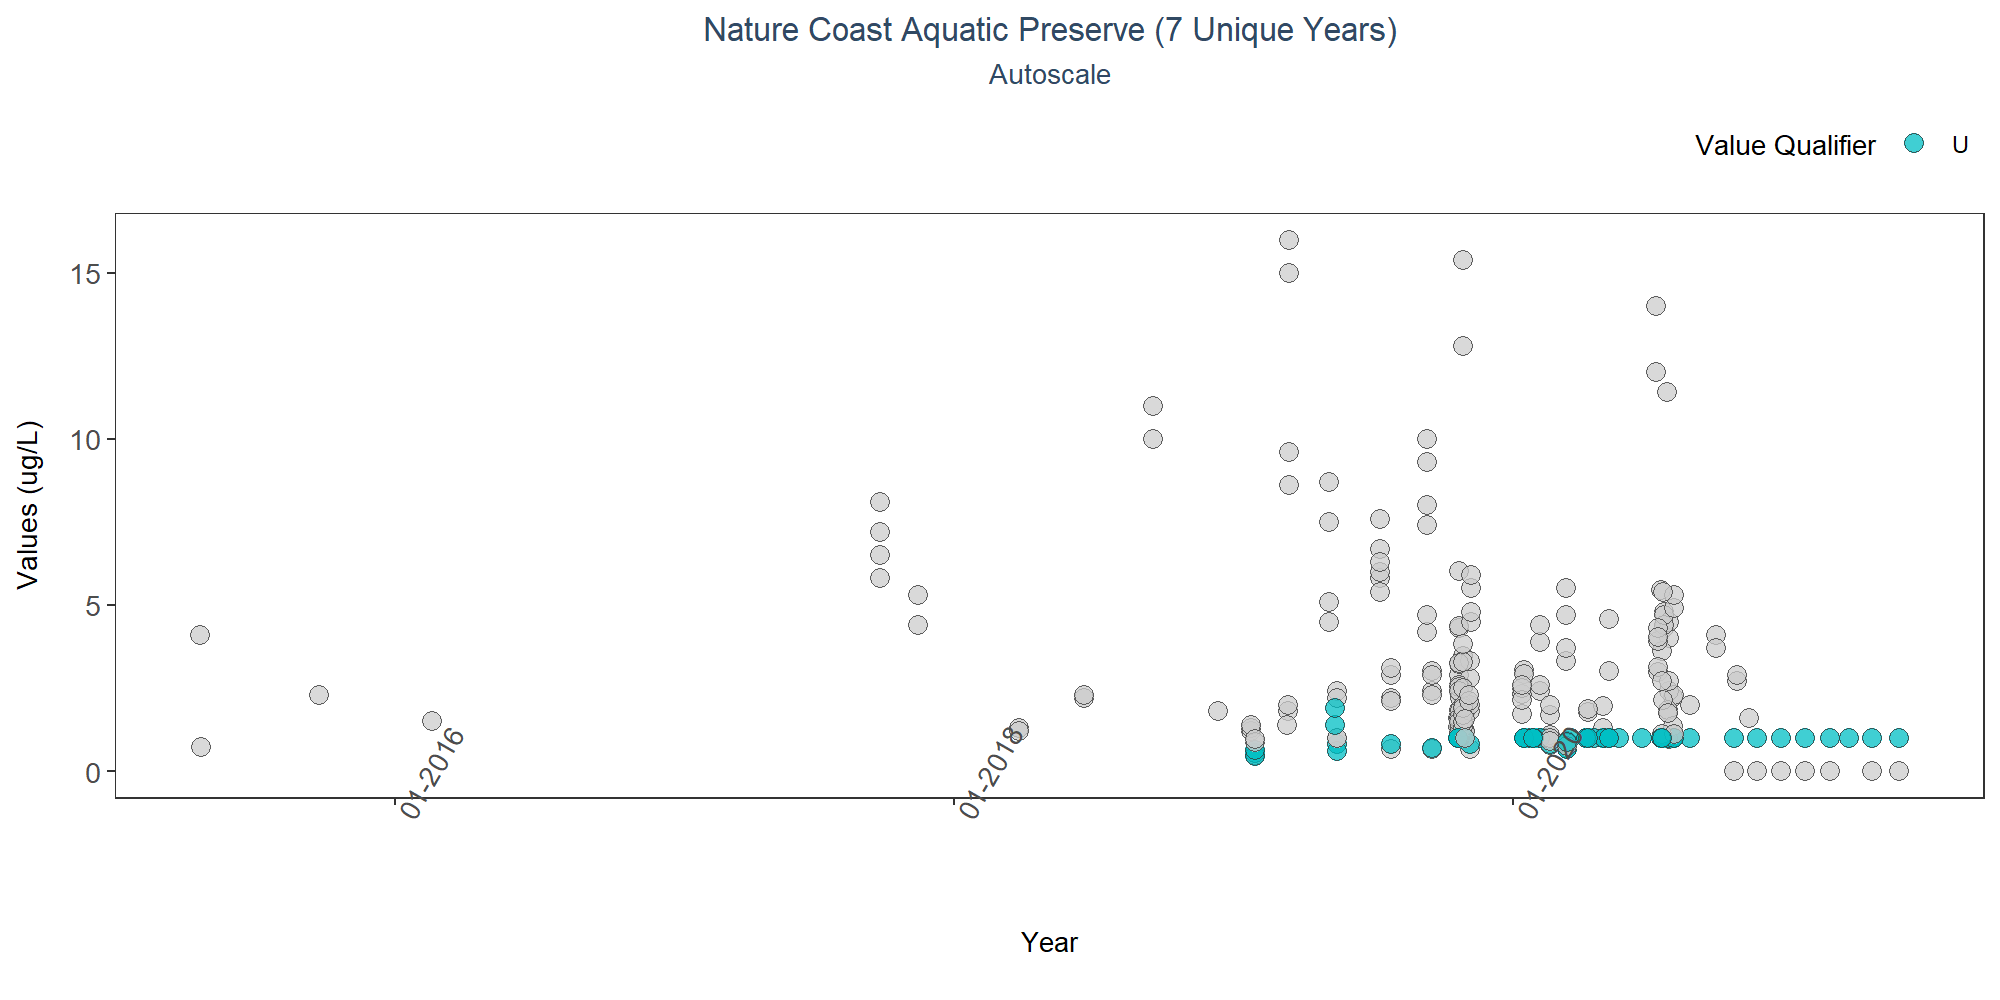 Nature Coast Aquatic Preserve (7 Unique Years)
Autoscale
Value Qualifier U
Values (ug/L)
15
10
5
0
01-2016
01-2018
01-2020
Year